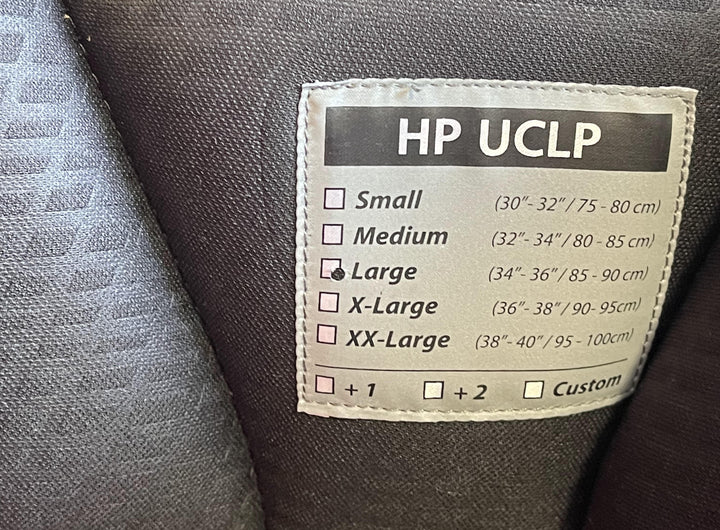 HP UCLP
Small (30"- 32" / 75 - 80 cm)
Medium (32"- 34" / 80 - 85 cm)
Large (34"- 36" / 85 - 90 cm)
X-Large (36"- 38" / 90- 95cm)
XX-Large (38"- 40" / 95 - 100cm)
+ 1 + 2 Custom